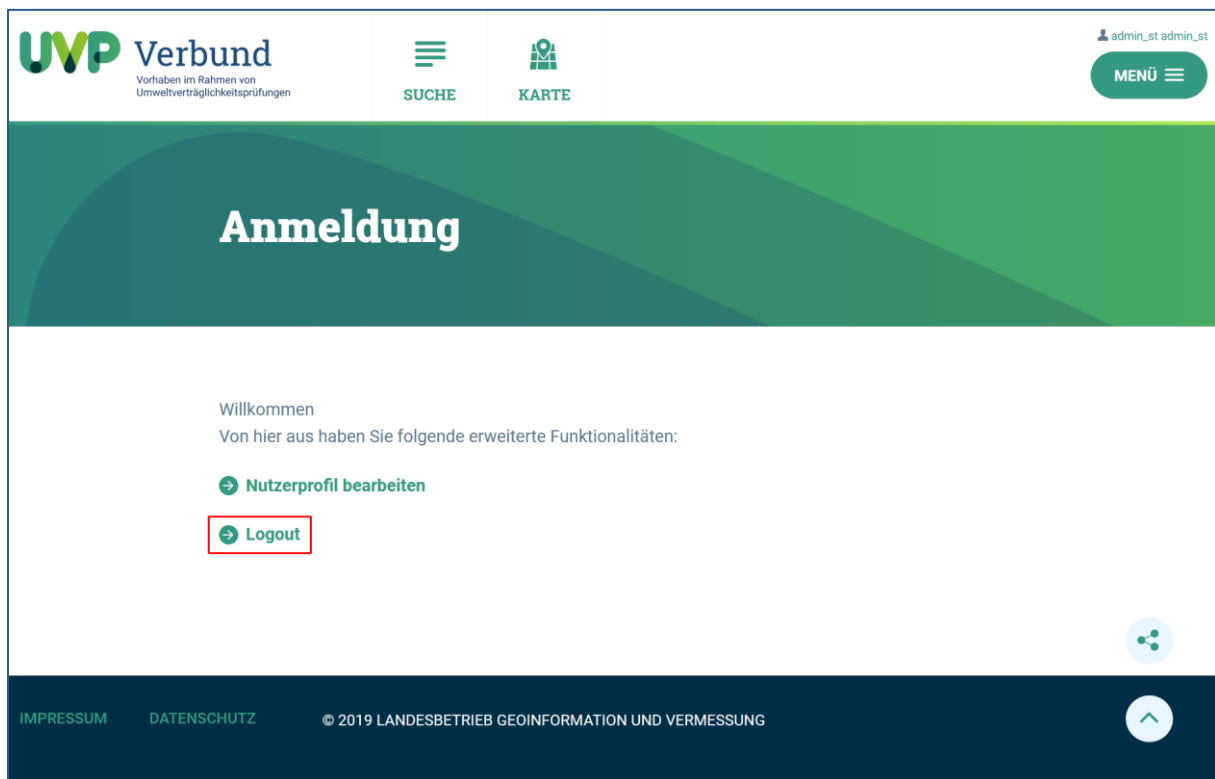 UVP Verbund
Vorhaben im Rahmen von
Umweltverträglichkeitsprüfungen
SUCHE
KARTE
admin_st admin_st
MENÜ
Anmeldung
Willkommen
Von hier aus haben Sie folgende erweiterte Funktionalitäten:
Nutzerprofil bearbeiten
Logout
IMPRESSUM
DATENSCHUTZ
© 2019 LANDESBETRIEB GEOINFORMATION UND VERMESSUNG